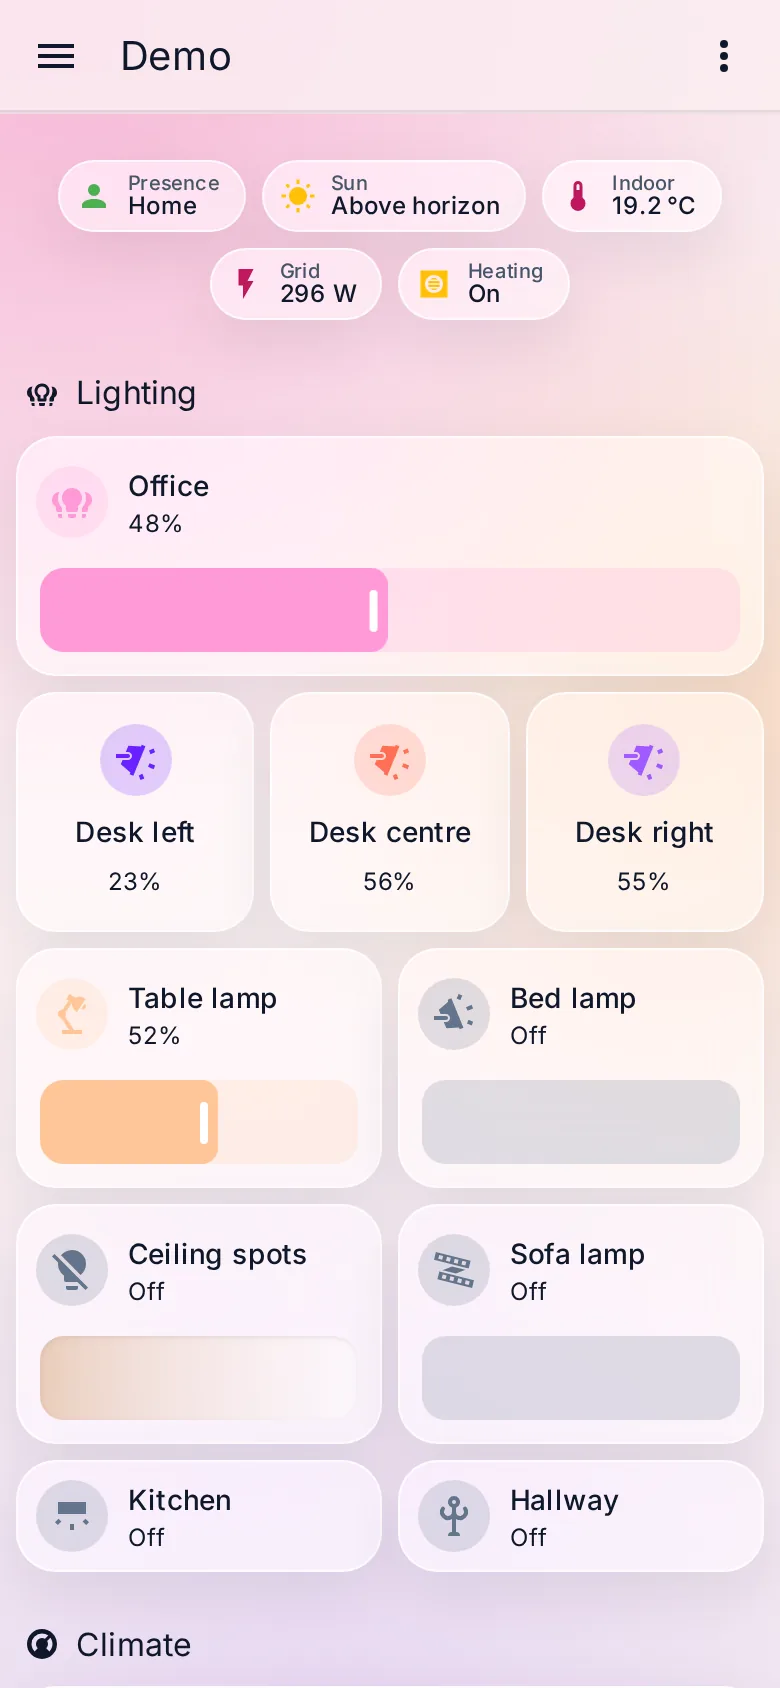 Demo
Presence
Home
Sun
Above horizon
Indoor
19.2 °C
Grid
296 W
Heating
On
Lighting
Office
48%
Desk left
23%
Desk centre
56%
Desk right
55%
Table lamp
52%
Bed lamp
Off
Ceiling spots
Off
Sofa lamp
Off
Kitchen
Off
Hallway
Off
Climate